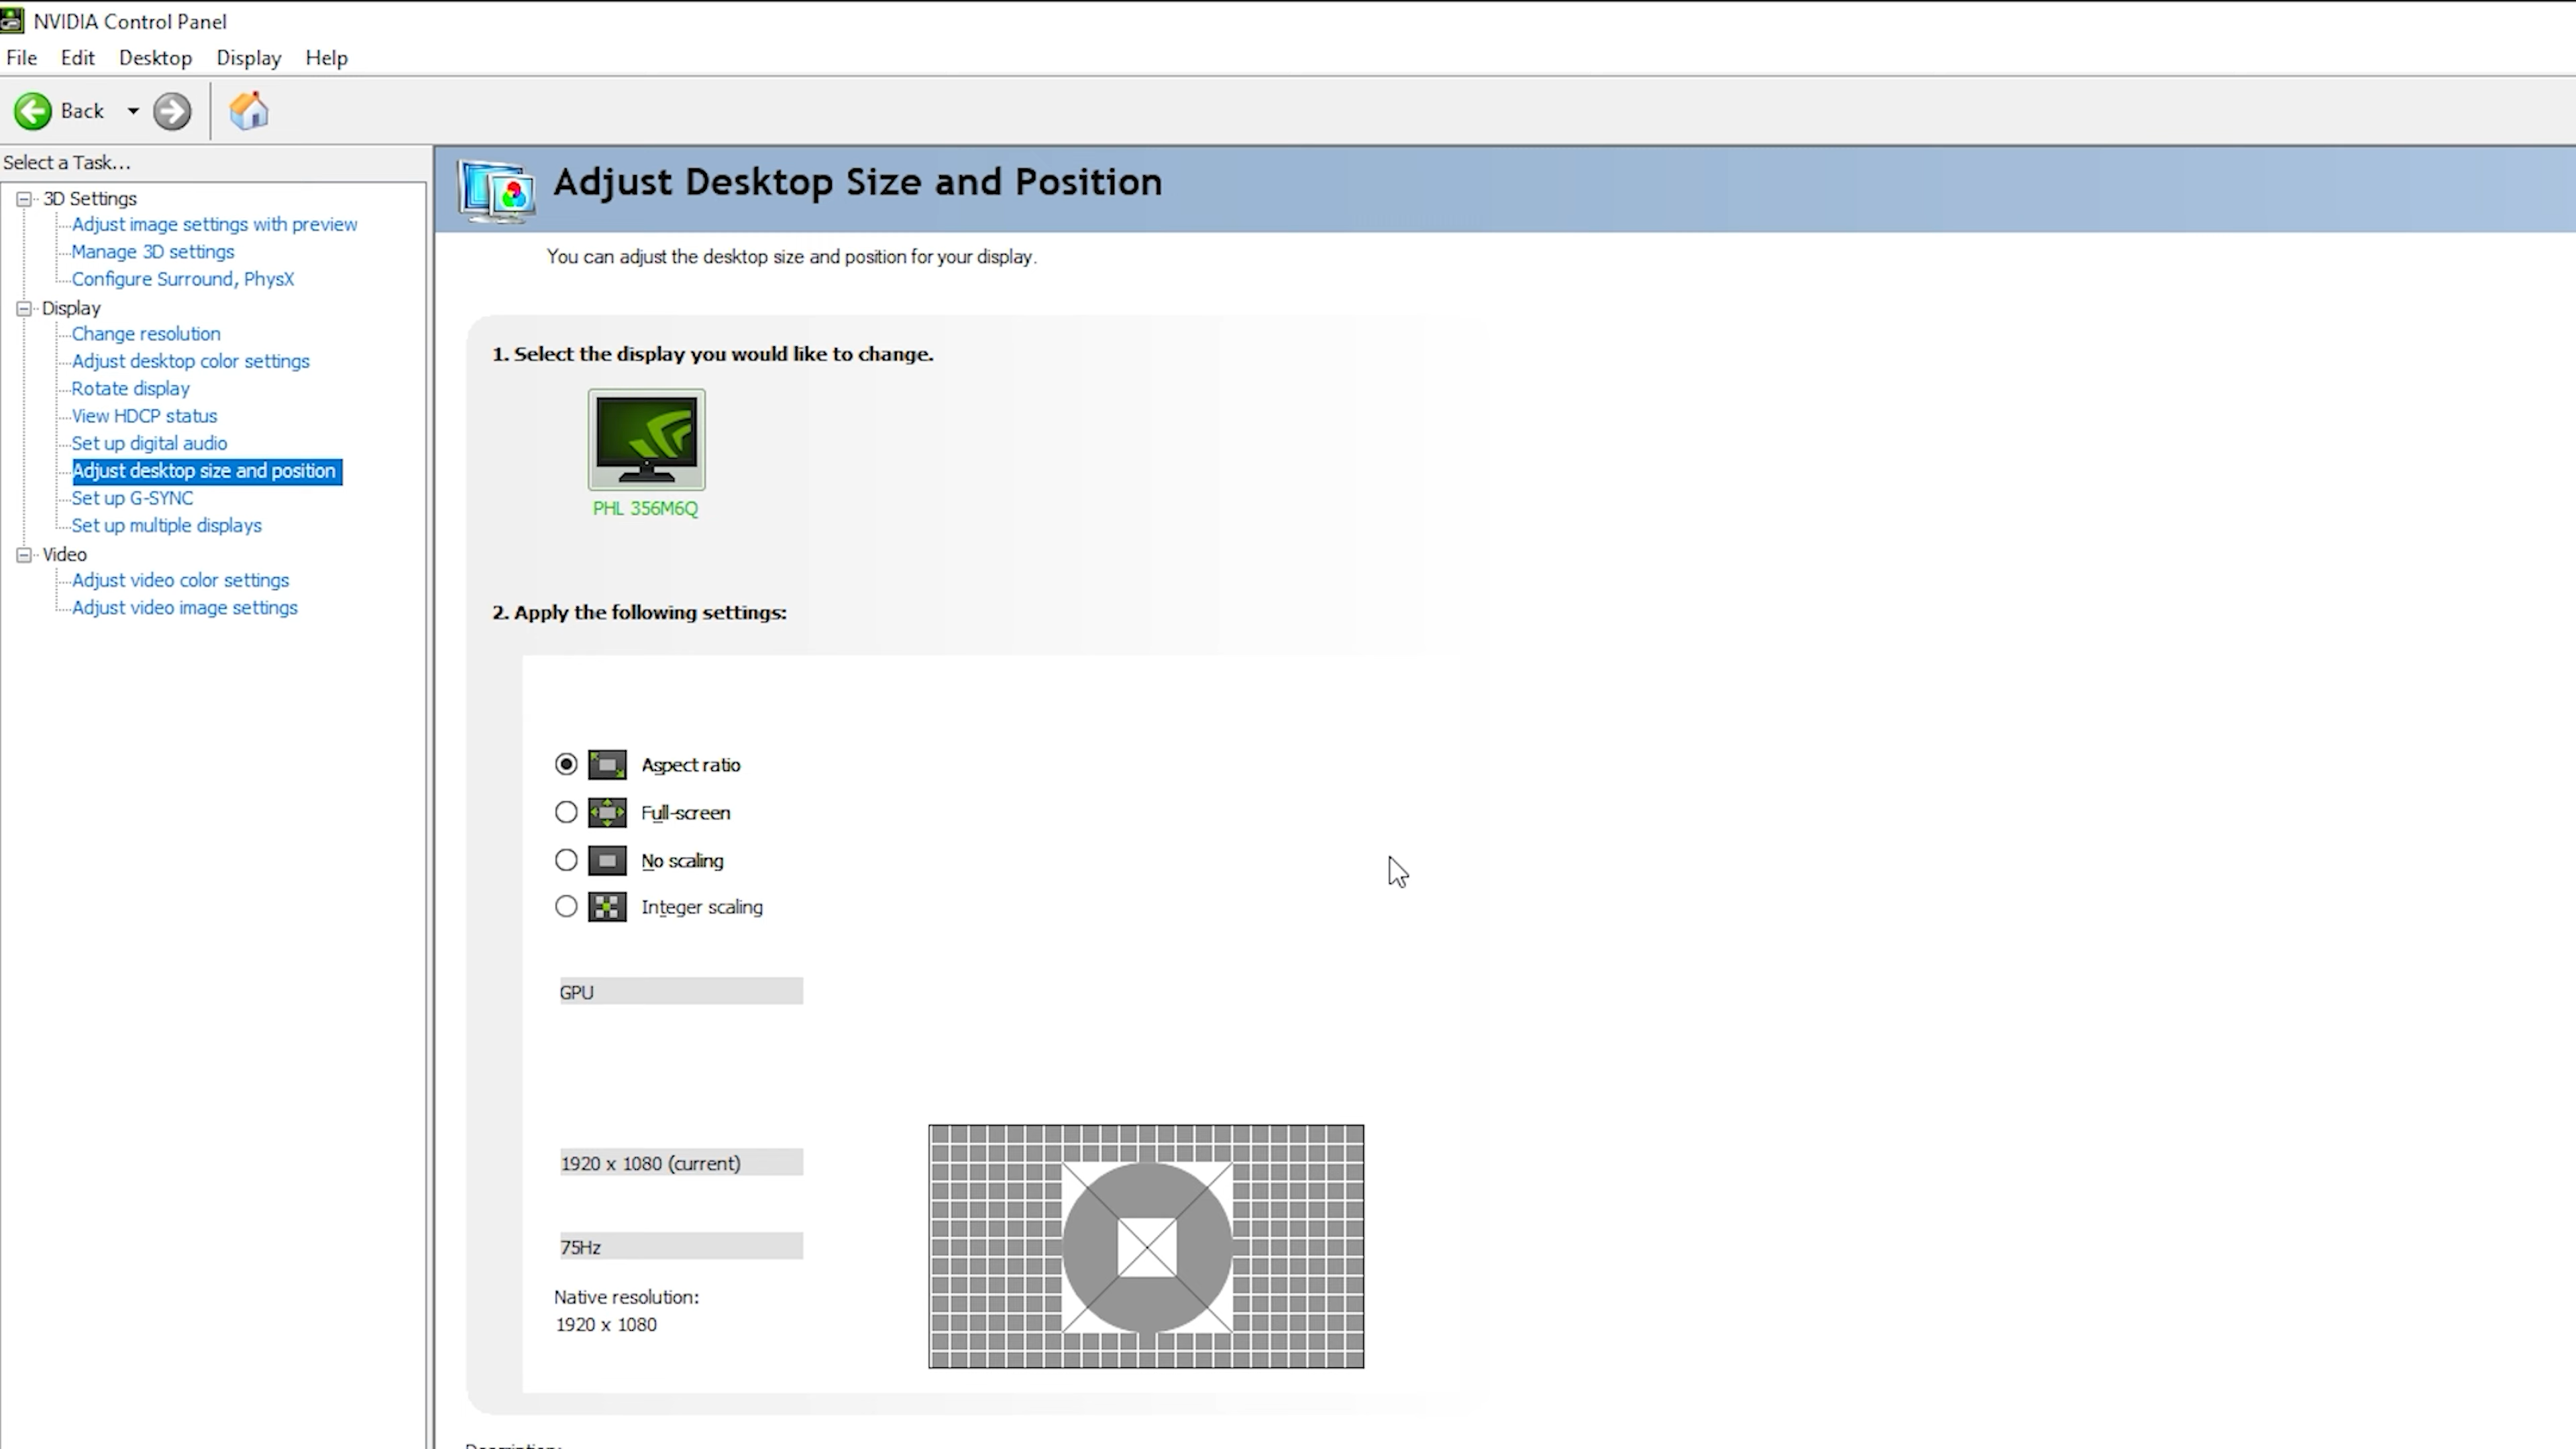 NVIDIA Control Panel
File Edit Desktop Display Help
Back
Select a Task...
3D Settings
Adjust image settings with preview
Manage 3D settings
Configure Surround, PhysX
Display
Change resolution
Adjust desktop color settings
Rotate display
View HDCP status
Set up digital audio
Adjust desktop size and position
Set up G-SYNC
Set up multiple displays
Video
Adjust video color settings
Adjust video image settings
Adjust Desktop Size and Position
You can adjust the desktop size and position for your display.
1. Select the display you would like to change.
PHL 356M6Q
2. Apply the following settings:
Aspect ratio
Full-screen
No scaling
Integer scaling
GPU
1920 x 1080 (current)
75Hz
Native resolution:
1920 x 1080